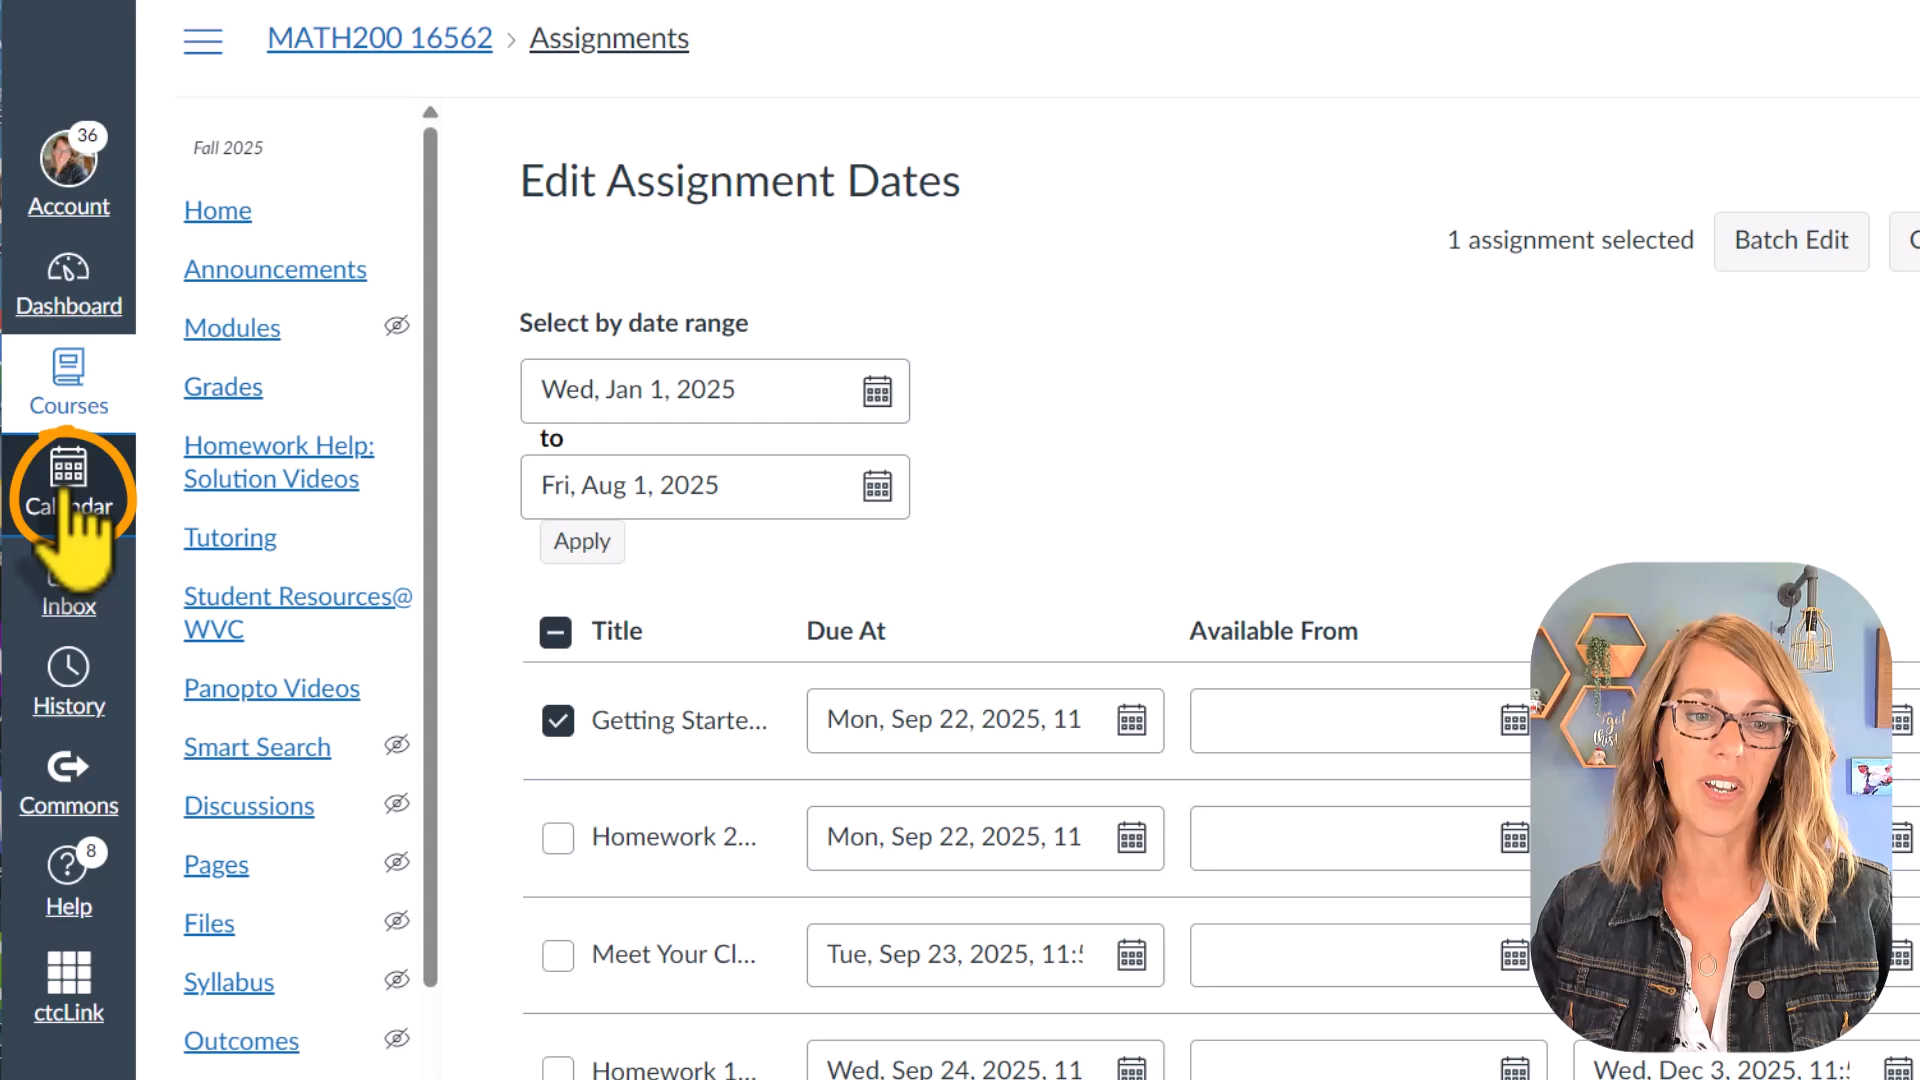 MATH200 16562 > Assignments
36
Account
Dashboard
Courses
Calendar
Inbox
History
Commons
8
Help
ctcLink
Fall 2025
Home
Announcements
Modules
Grades
Homework Help:
Solution Videos
Tutoring
Student Resources@
WVC
Panopto Videos
Smart Search
Discussions
Pages
Files
Syllabus
Outcomes
Edit Assignment Dates
1 assignment selected
Batch Edit
Select by date range
Wed, Jan 1, 2025
to
Fri, Aug 1, 2025
Apply
Title Due At Available From
Getting Starte... Mon, Sep 22, 2025, 11
Homework 2... Mon, Sep 22, 2025, 11
Meet Your Cl... Tue, Sep 23, 2025, 11:5
Homework 1... Wed, Sep 24, 2025, 11 Wed, Dec 3, 2025, 11:5
got
this!